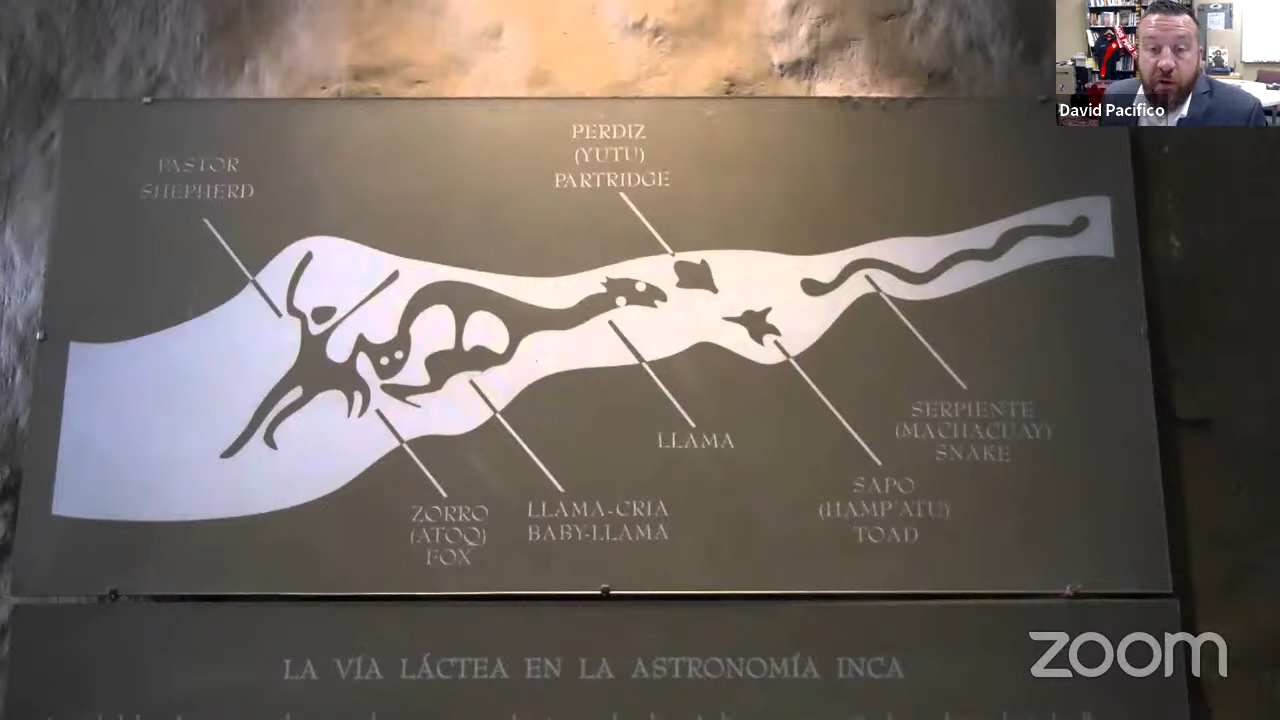 David Pacifico
PERDIZ
(YUTU)
PARTRIDGE
PASTOR
SHEPHERD
LLAMA
SERPIENTE
(MACHACUAY)
SNAKE
SAPO
(HAMP'ATU)
TOAD
ZORRO
(ATOQ)
FOX
LLAMA-CRIA
BABY-LLAMA
LA VÍA LÁCTEA EN LA ASTRONOMÍA INCA
zoom